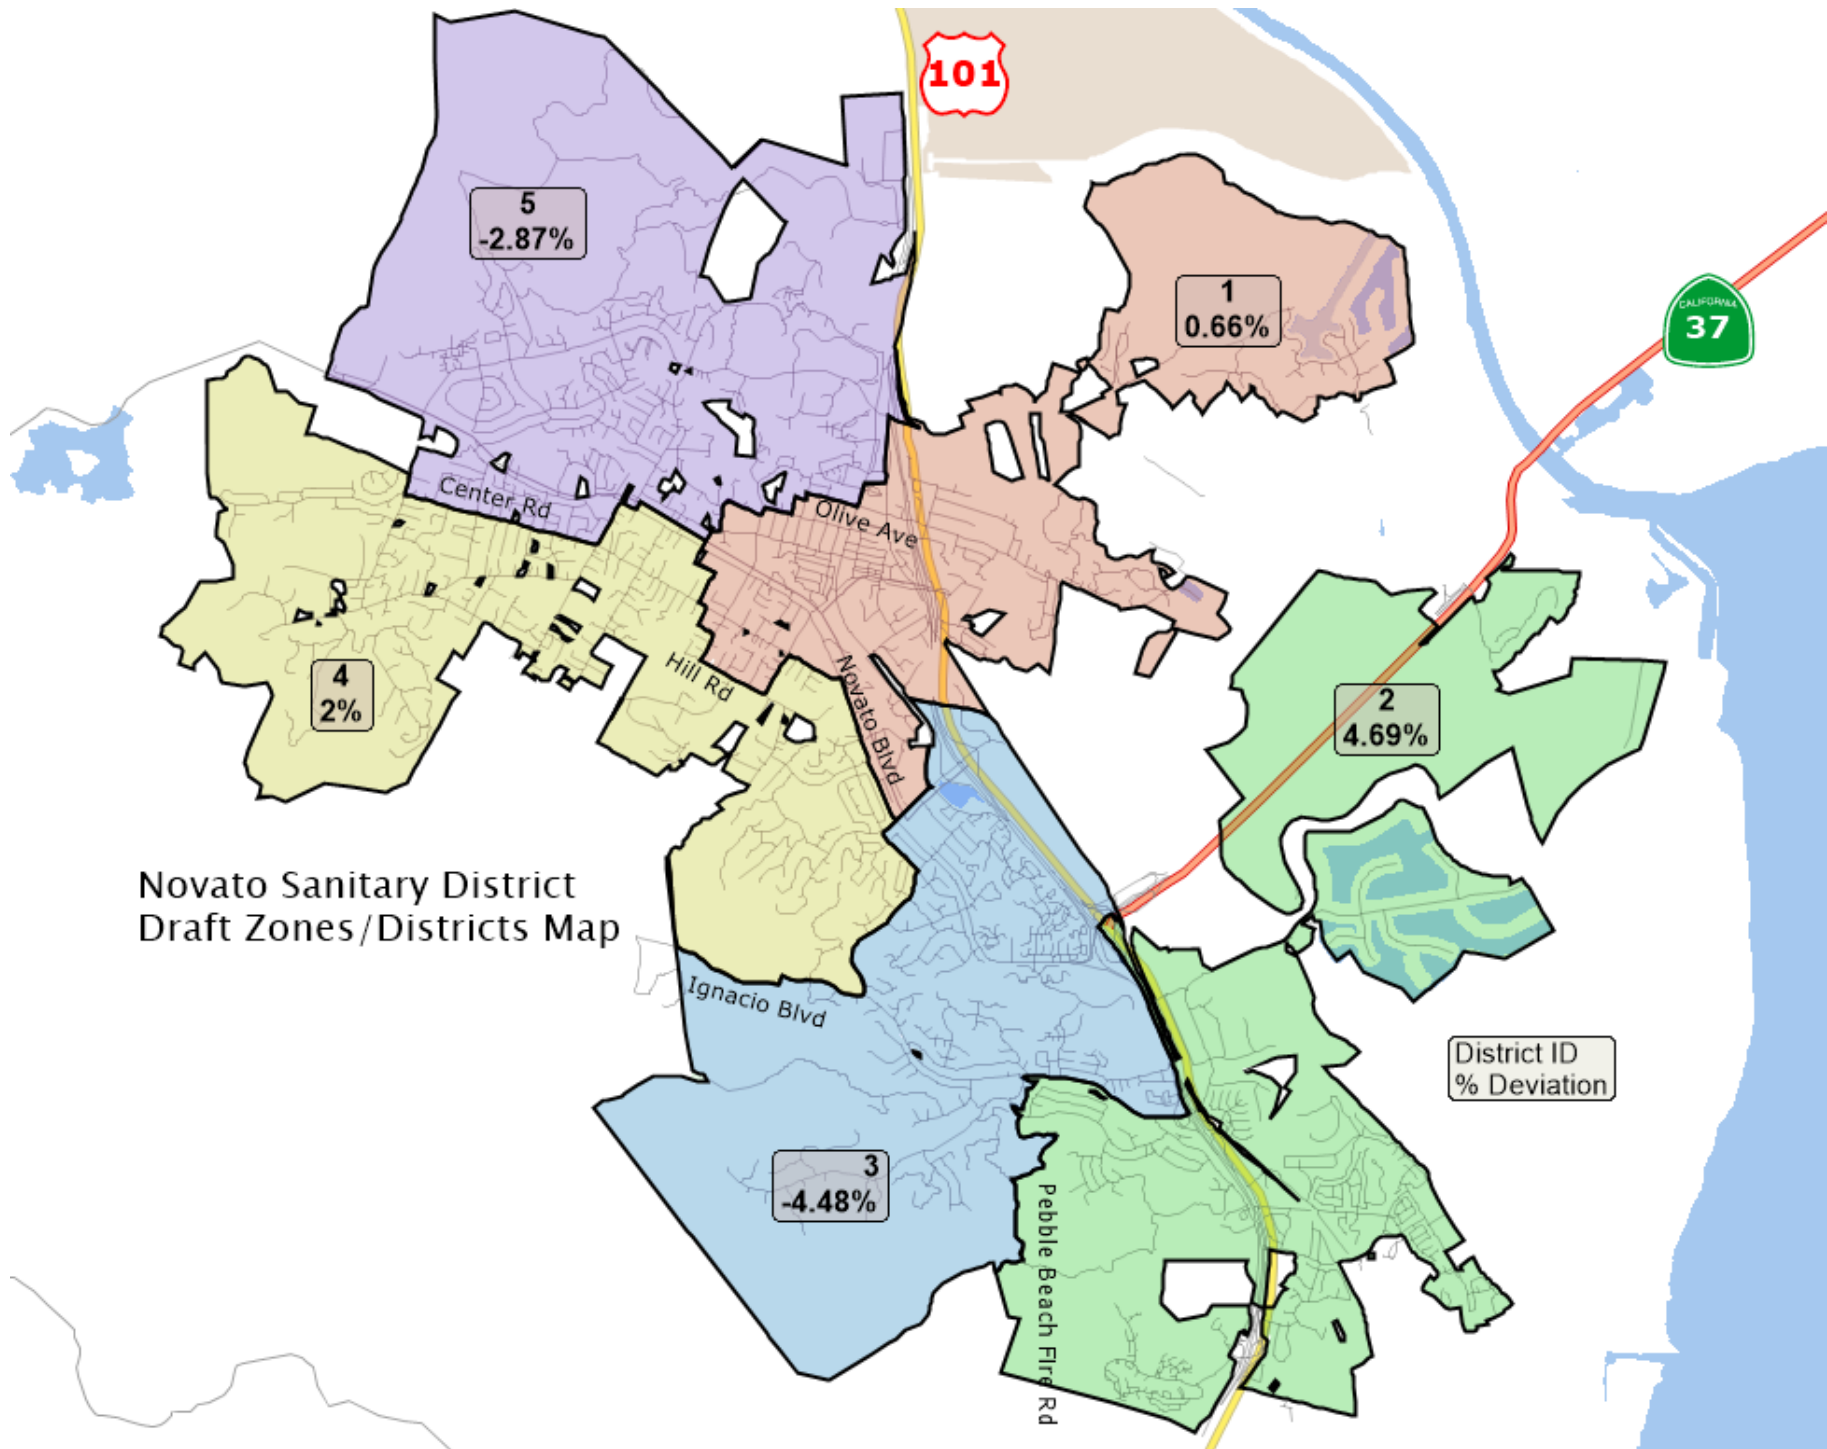 101
5
-2.87%
1
0.66%
CALIFORNIA
37
Center Rd
Olive Ave
4
2%
Hill Rd
Novato Blvd
2
4.69%
Novato Sanitary District
Draft Zones/Districts Map
Ignacio Blvd
District ID
% Deviation
3
-4.48%
Pebble Beach Fire Rd